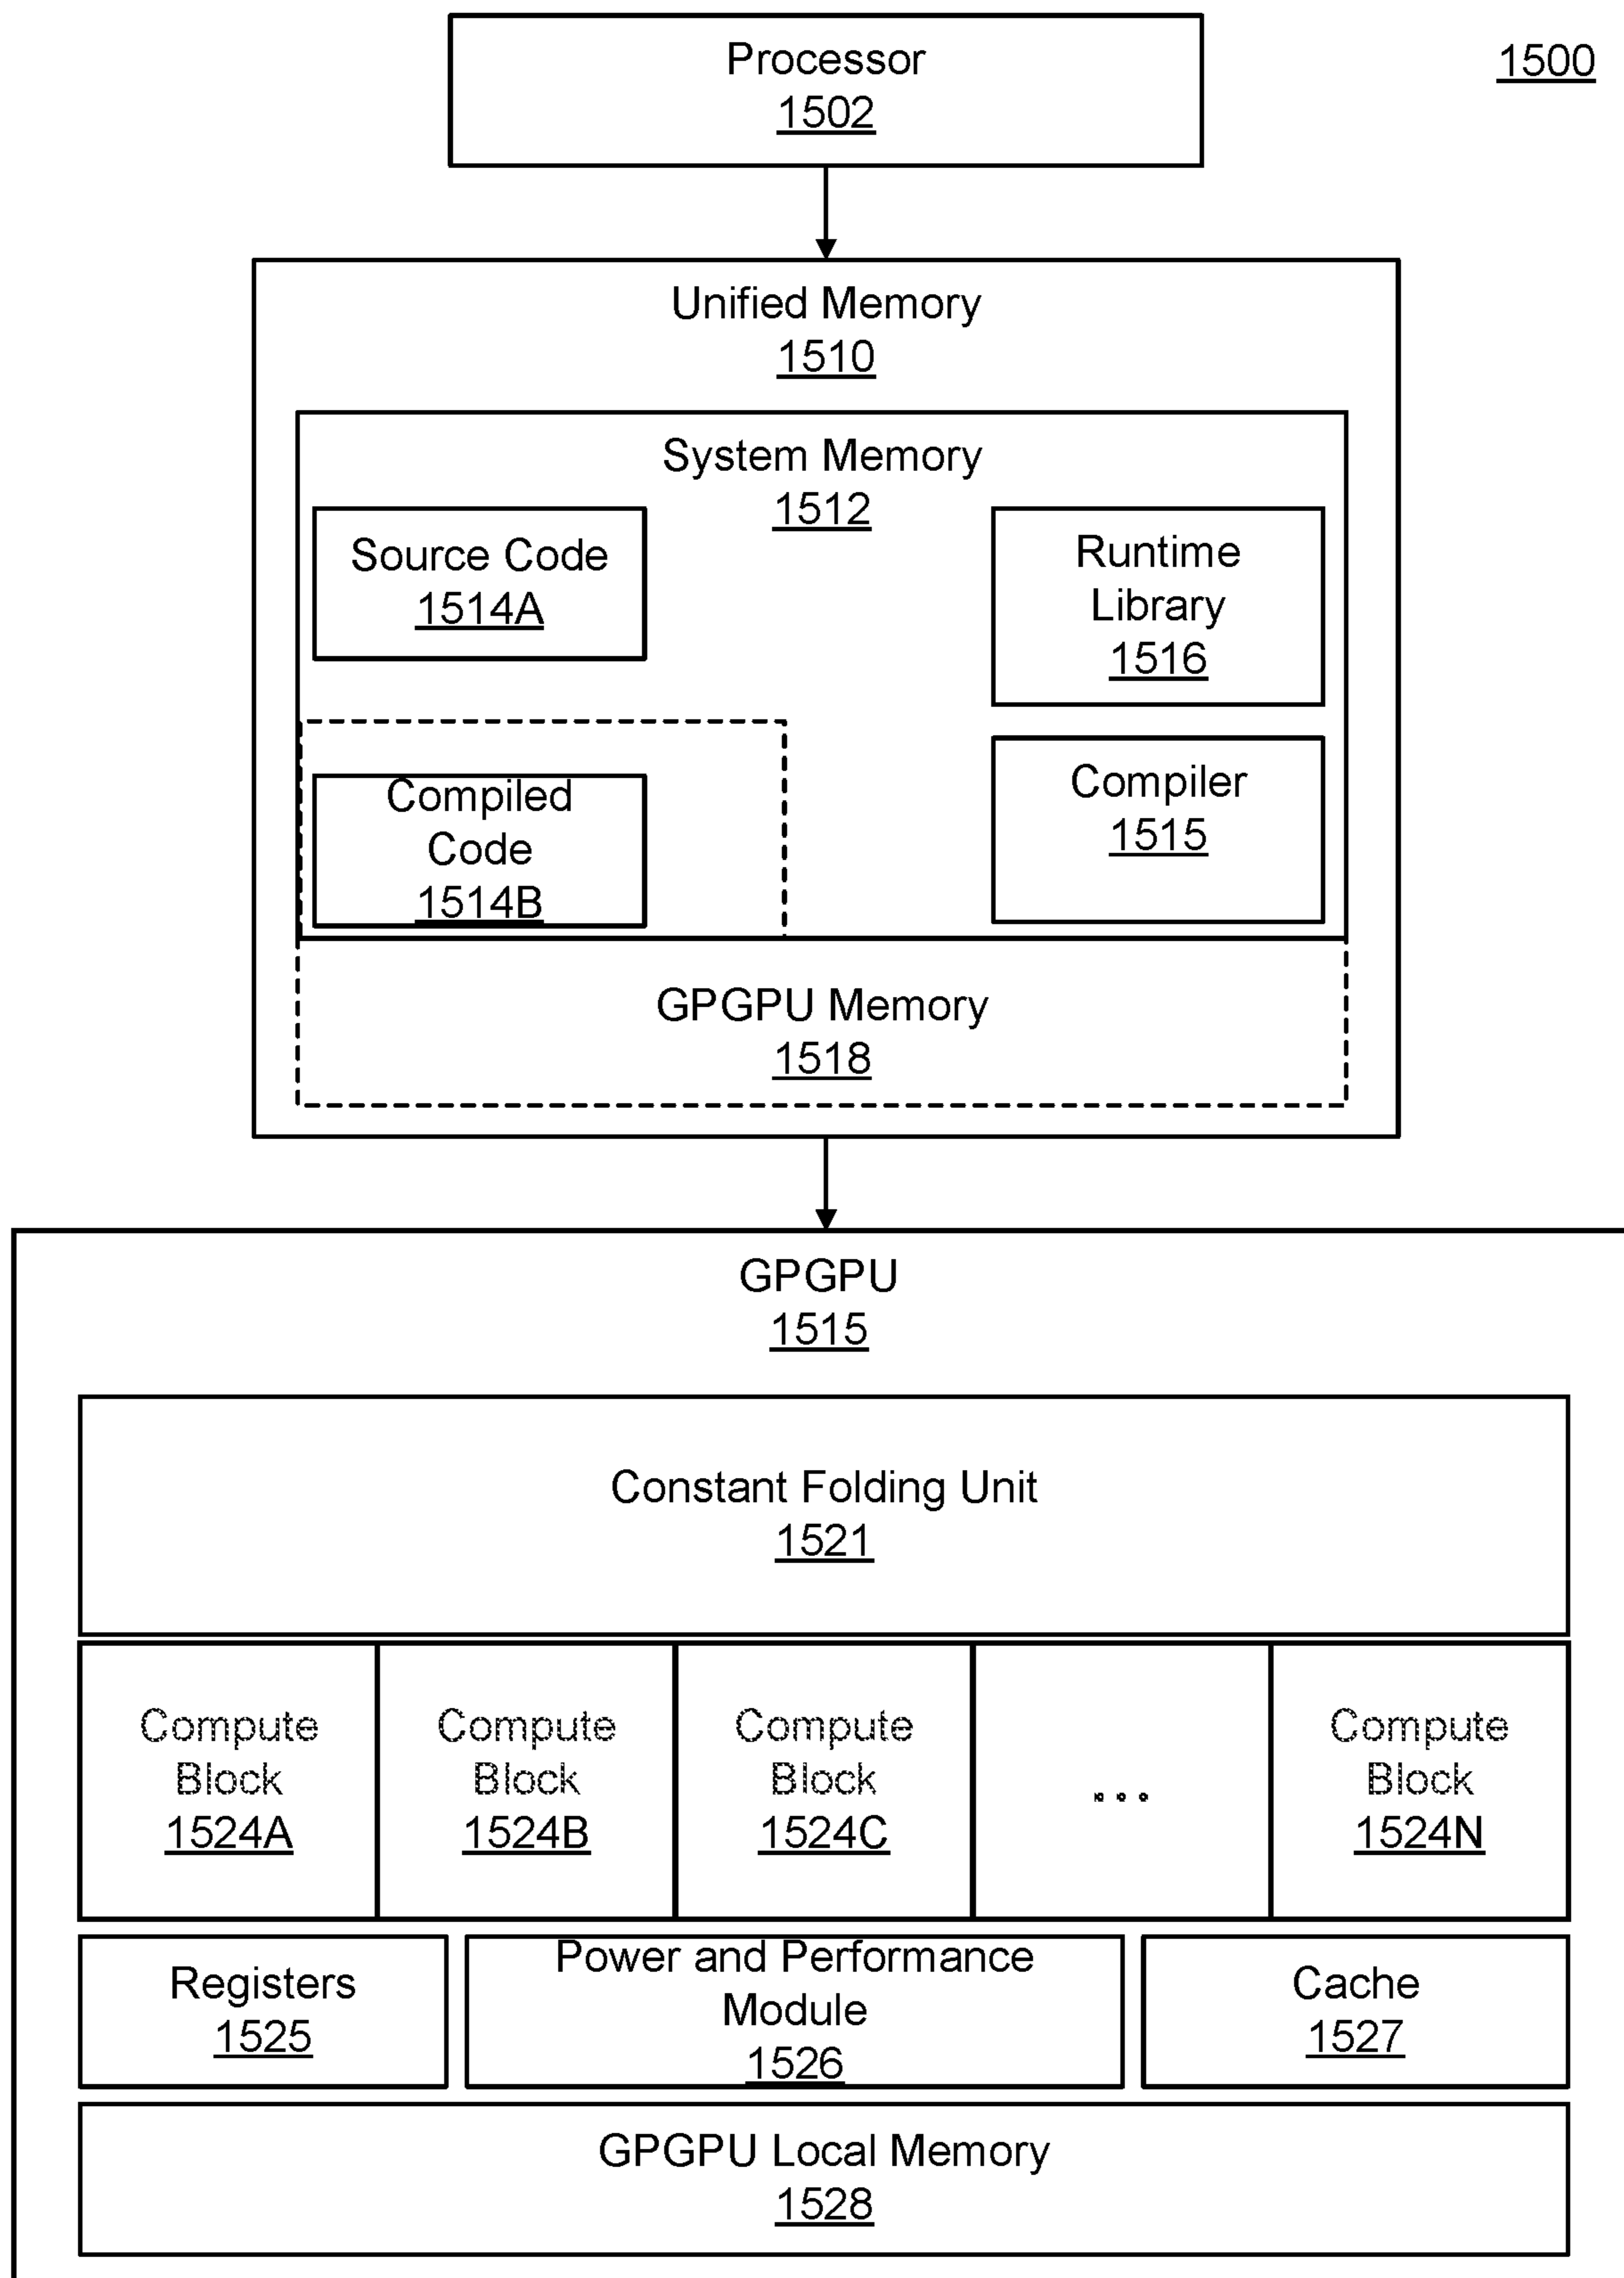 Processor
1502
1500
Unified Memory
1510
System Memory
1512
Source Code
1514A
Runtime
Library
1516
Compiled
Code
1514B
Compiler
1515
GPGPU Memory
1518
GPGPU
1515
Constant Folding Unit
1521
Compute
Block
1524A
Compute
Block
1524B
Compute
Block
1524C
...
Compute
Block
1524N
Registers
1525
Power and Performance
Module
1526
Cache
1527
GPGPU Local Memory
1528